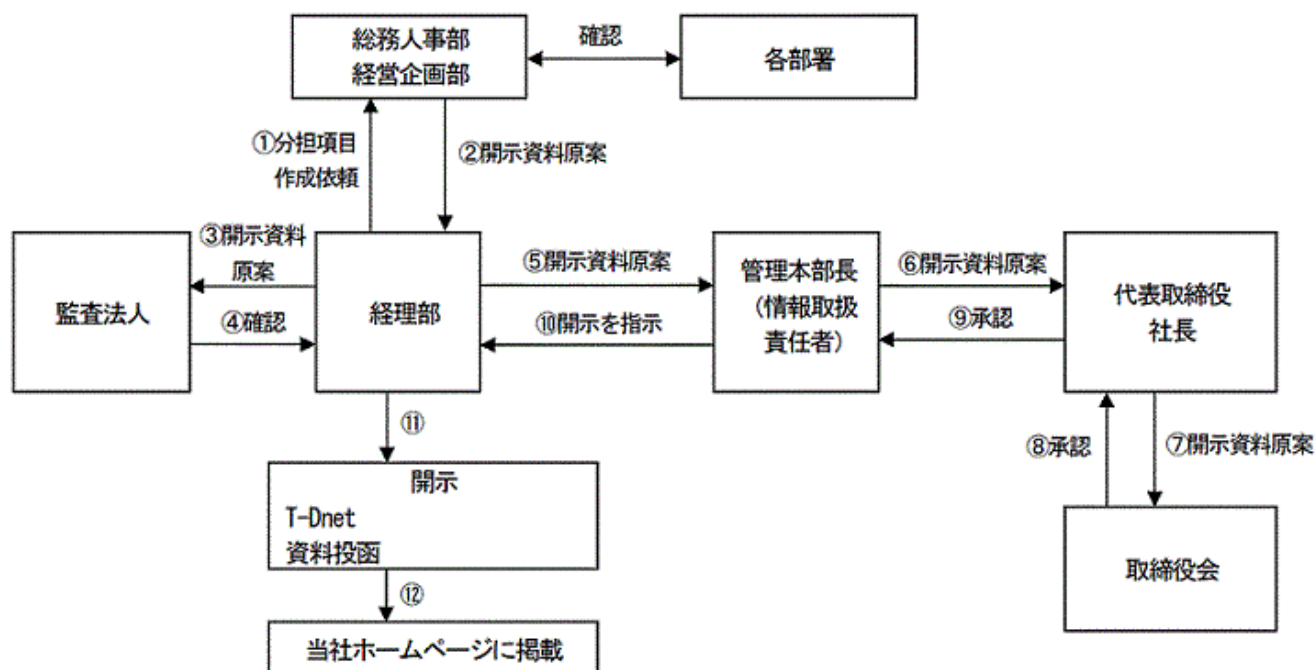 総務人事部
経営企画部
確認
各部署
①分担項目
作成依頼
②開示資料原案
監査法人
③開示資料
原案
④確認
経理部
⑤開示資料原案
⑩開示を指示
管理本部長
(情報取扱
責任者)
⑥開示資料原案
⑨承認
代表取締役
社長
⑧承認
⑦開示資料原案
取締役会
⑪
開示
T-Dnet
資料投函
⑫
当社ホームページに掲載